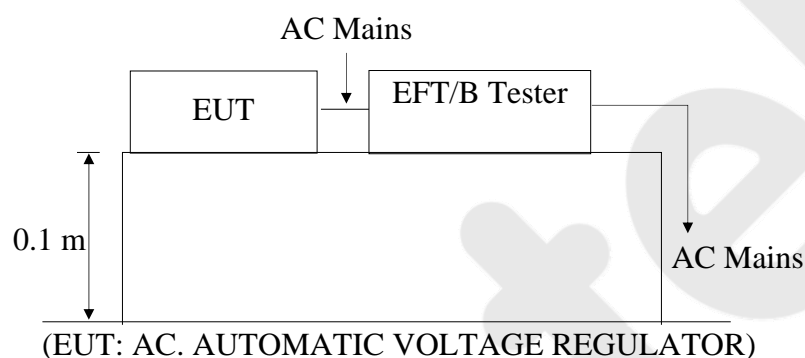 AC Mains
EUT
EFT/B Tester
0.1 m
AC Mains
(EUT: AC. AUTOMATIC VOLTAGE REGULATOR)